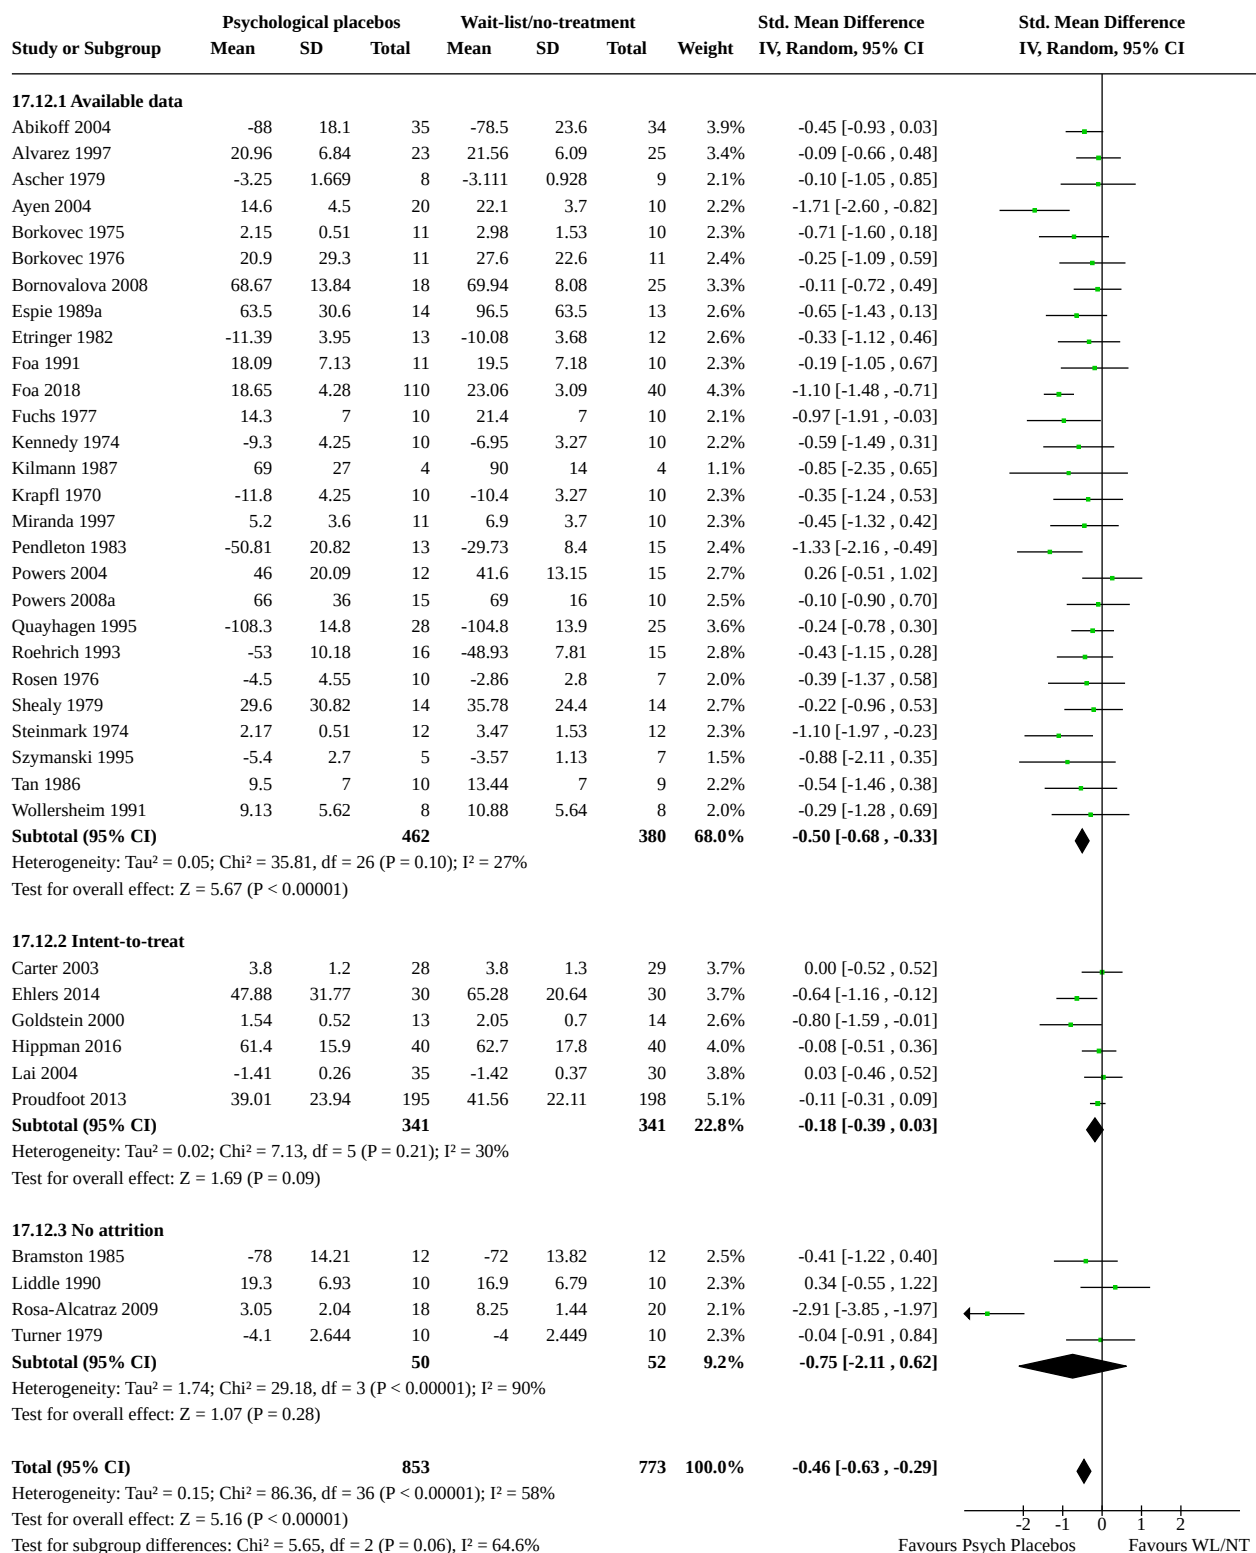 Psychological placebos Wait-list/no-treatment Std. Mean Difference Std. Mean Difference
Study or Subgroup Mean SD Total Mean SD Total Weight IV, Random, 95% CI IV, Random, 95% CI
17.12.1 Available data
Abikoff 2004 -88 18.1 35 -78.5 23.6 34 3.9% -0.45 [-0.93 , 0.03]
Alvarez 1997 20.96 6.84 23 21.56 6.09 25 3.4% -0.09 [-0.66 , 0.48]
Ascher 1979 -3.25 1.669 8 -3.111 0.928 9 2.1% -0.10 [-1.05 , 0.85]
Ayen 2004 14.6 4.5 20 22.1 3.7 10 2.2% -1.71 [-2.60 , -0.82]
Borkovec 1975 2.15 0.51 11 2.98 1.53 10 2.3% -0.71 [-1.60 , 0.18]
Borkovec 1976 20.9 29.3 11 27.6 22.6 11 2.4% -0.25 [-1.09 , 0.59]
Bornovalova 2008 68.67 13.84 18 69.94 8.08 25 3.3% -0.11 [-0.72 , 0.49]
Espie 1989a 63.5 30.6 14 96.5 63.5 13 2.6% -0.65 [-1.43 , 0.13]
Etringer 1982 -11.39 3.95 13 -10.08 3.68 12 2.6% -0.33 [-1.12 , 0.46]
Foa 1991 18.09 7.13 11 19.5 7.18 10 2.3% -0.19 [-1.05 , 0.67]
Foa 2018 18.65 4.28 110 23.06 3.09 40 4.3% -1.10 [-1.48 , -0.71]
Fuchs 1977 14.3 7 10 21.4 7 10 2.1% -0.97 [-1.91 , -0.03]
Kennedy 1974 -9.3 4.25 10 -6.95 3.27 10 2.2% -0.59 [-1.49 , 0.31]
Kilmann 1987 69 27 4 90 14 4 1.1% -0.85 [-2.35 , 0.65]
Krapfl 1970 -11.8 4.25 10 -10.4 3.27 10 2.3% -0.35 [-1.24 , 0.53]
Miranda 1997 5.2 3.6 11 6.9 3.7 10 2.3% -0.45 [-1.32 , 0.42]
Pendleton 1983 -50.81 20.82 13 -29.73 8.4 15 2.4% -1.33 [-2.16 , -0.49]
Powers 2004 46 20.09 12 41.6 13.15 15 2.7% 0.26 [-0.51 , 1.02]
Powers 2008a 66 36 15 69 16 10 2.5% -0.10 [-0.90 , 0.70]
Quayhagen 1995 -108.3 14.8 28 -104.8 13.9 25 3.6% -0.24 [-0.78 , 0.30]
Roehrich 1993 -53 10.18 16 -48.93 7.81 15 2.8% -0.43 [-1.15 , 0.28]
Rosen 1976 -4.5 4.55 10 -2.86 2.8 7 2.0% -0.39 [-1.37 , 0.58]
Shealy 1979 29.6 30.82 14 35.78 24.4 14 2.7% -0.22 [-0.96 , 0.53]
Steinmark 1974 2.17 0.51 12 3.47 1.53 12 2.3% -1.10 [-1.97 , -0.23]
Szymanski 1995 -5.4 2.7 5 -3.57 1.13 7 1.5% -0.88 [-2.11 , 0.35]
Tan 1986 9.5 7 10 13.44 7 9 2.2% -0.54 [-1.46 , 0.38]
Wollersheim 1991 9.13 5.62 8 10.88 5.64 8 2.0% -0.29 [-1.28 , 0.69]
Subtotal (95% CI) 462 380 68.0% -0.50 [-0.68 , -0.33]
Heterogeneity: Tau² = 0.05; Chi² = 35.81, df = 26 (P = 0.10); I² = 27%
Test for overall effect: Z = 5.67 (P < 0.00001)
17.12.2 Intent-to-treat
Carter 2003 3.8 1.2 28 3.8 1.3 29 3.7% 0.00 [-0.52 , 0.52]
Ehlers 2014 47.88 31.77 30 65.28 20.64 30 3.7% -0.64 [-1.16 , -0.12]
Goldstein 2000 1.54 0.52 13 2.05 0.7 14 2.6% -0.80 [-1.59 , -0.01]
Hippman 2016 61.4 15.9 40 62.7 17.8 40 4.0% -0.08 [-0.51 , 0.36]
Lai 2004 -1.41 0.26 35 -1.42 0.37 30 3.8% 0.03 [-0.46 , 0.52]
Proudfoot 2013 39.01 23.94 195 41.56 22.11 198 5.1% -0.11 [-0.31 , 0.09]
Subtotal (95% CI) 341 341 22.8% -0.18 [-0.39 , 0.03]
Heterogeneity: Tau² = 0.02; Chi² = 7.13, df = 5 (P = 0.21); I² = 30%
Test for overall effect: Z = 1.69 (P = 0.09)
17.12.3 No attrition
Bramston 1985 -78 14.21 12 -72 13.82 12 2.5% -0.41 [-1.22 , 0.40]
Liddle 1990 19.3 6.93 10 16.9 6.79 10 2.3% 0.34 [-0.55 , 1.22]
Rosa-Alcatraz 2009 3.05 2.04 18 8.25 1.44 20 2.1% -2.91 [-3.85 , -1.97]
Turner 1979 -4.1 2.644 10 -4 2.449 10 2.3% -0.04 [-0.91 , 0.84]
Subtotal (95% CI) 50 52 9.2% -0.75 [-2.11 , 0.62]
Heterogeneity: Tau² = 1.74; Chi² = 29.18, df = 3 (P < 0.00001); I² = 90%
Test for overall effect: Z = 1.07 (P = 0.28)
Total (95% CI) 853 773 100.0% -0.46 [-0.63 , -0.29]
Heterogeneity: Tau² = 0.15; Chi² = 86.36, df = 36 (P < 0.00001); I² = 58%
Test for overall effect: Z = 5.16 (P < 0.00001) -2 -1 0 1 2
Test for subgroup differences: Chi² = 5.65, df = 2 (P = 0.06), I² = 64.6% Favours Psych Placebos Favours WL/NT